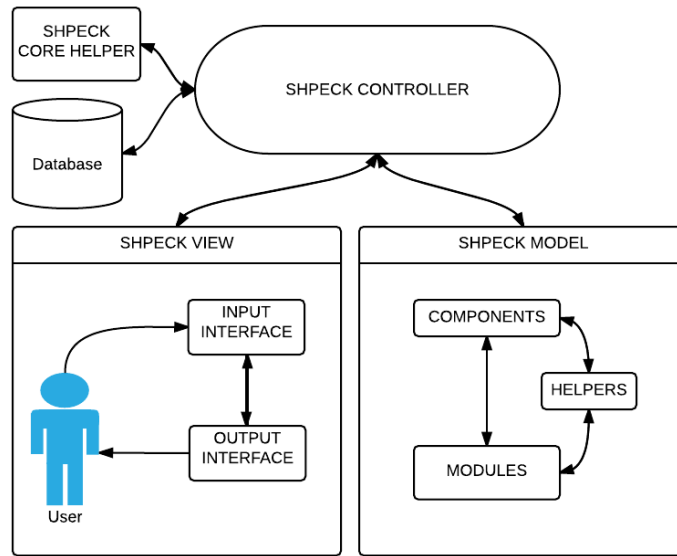 SHPECK
CORE HELPER
SHPECK CONTROLLER
Database
SHPECK VIEW
SHPECK MODEL
INPUT
INTERFACE
COMPONENTS
HELPERS
OUTPUT
INTERFACE
MODULES
User